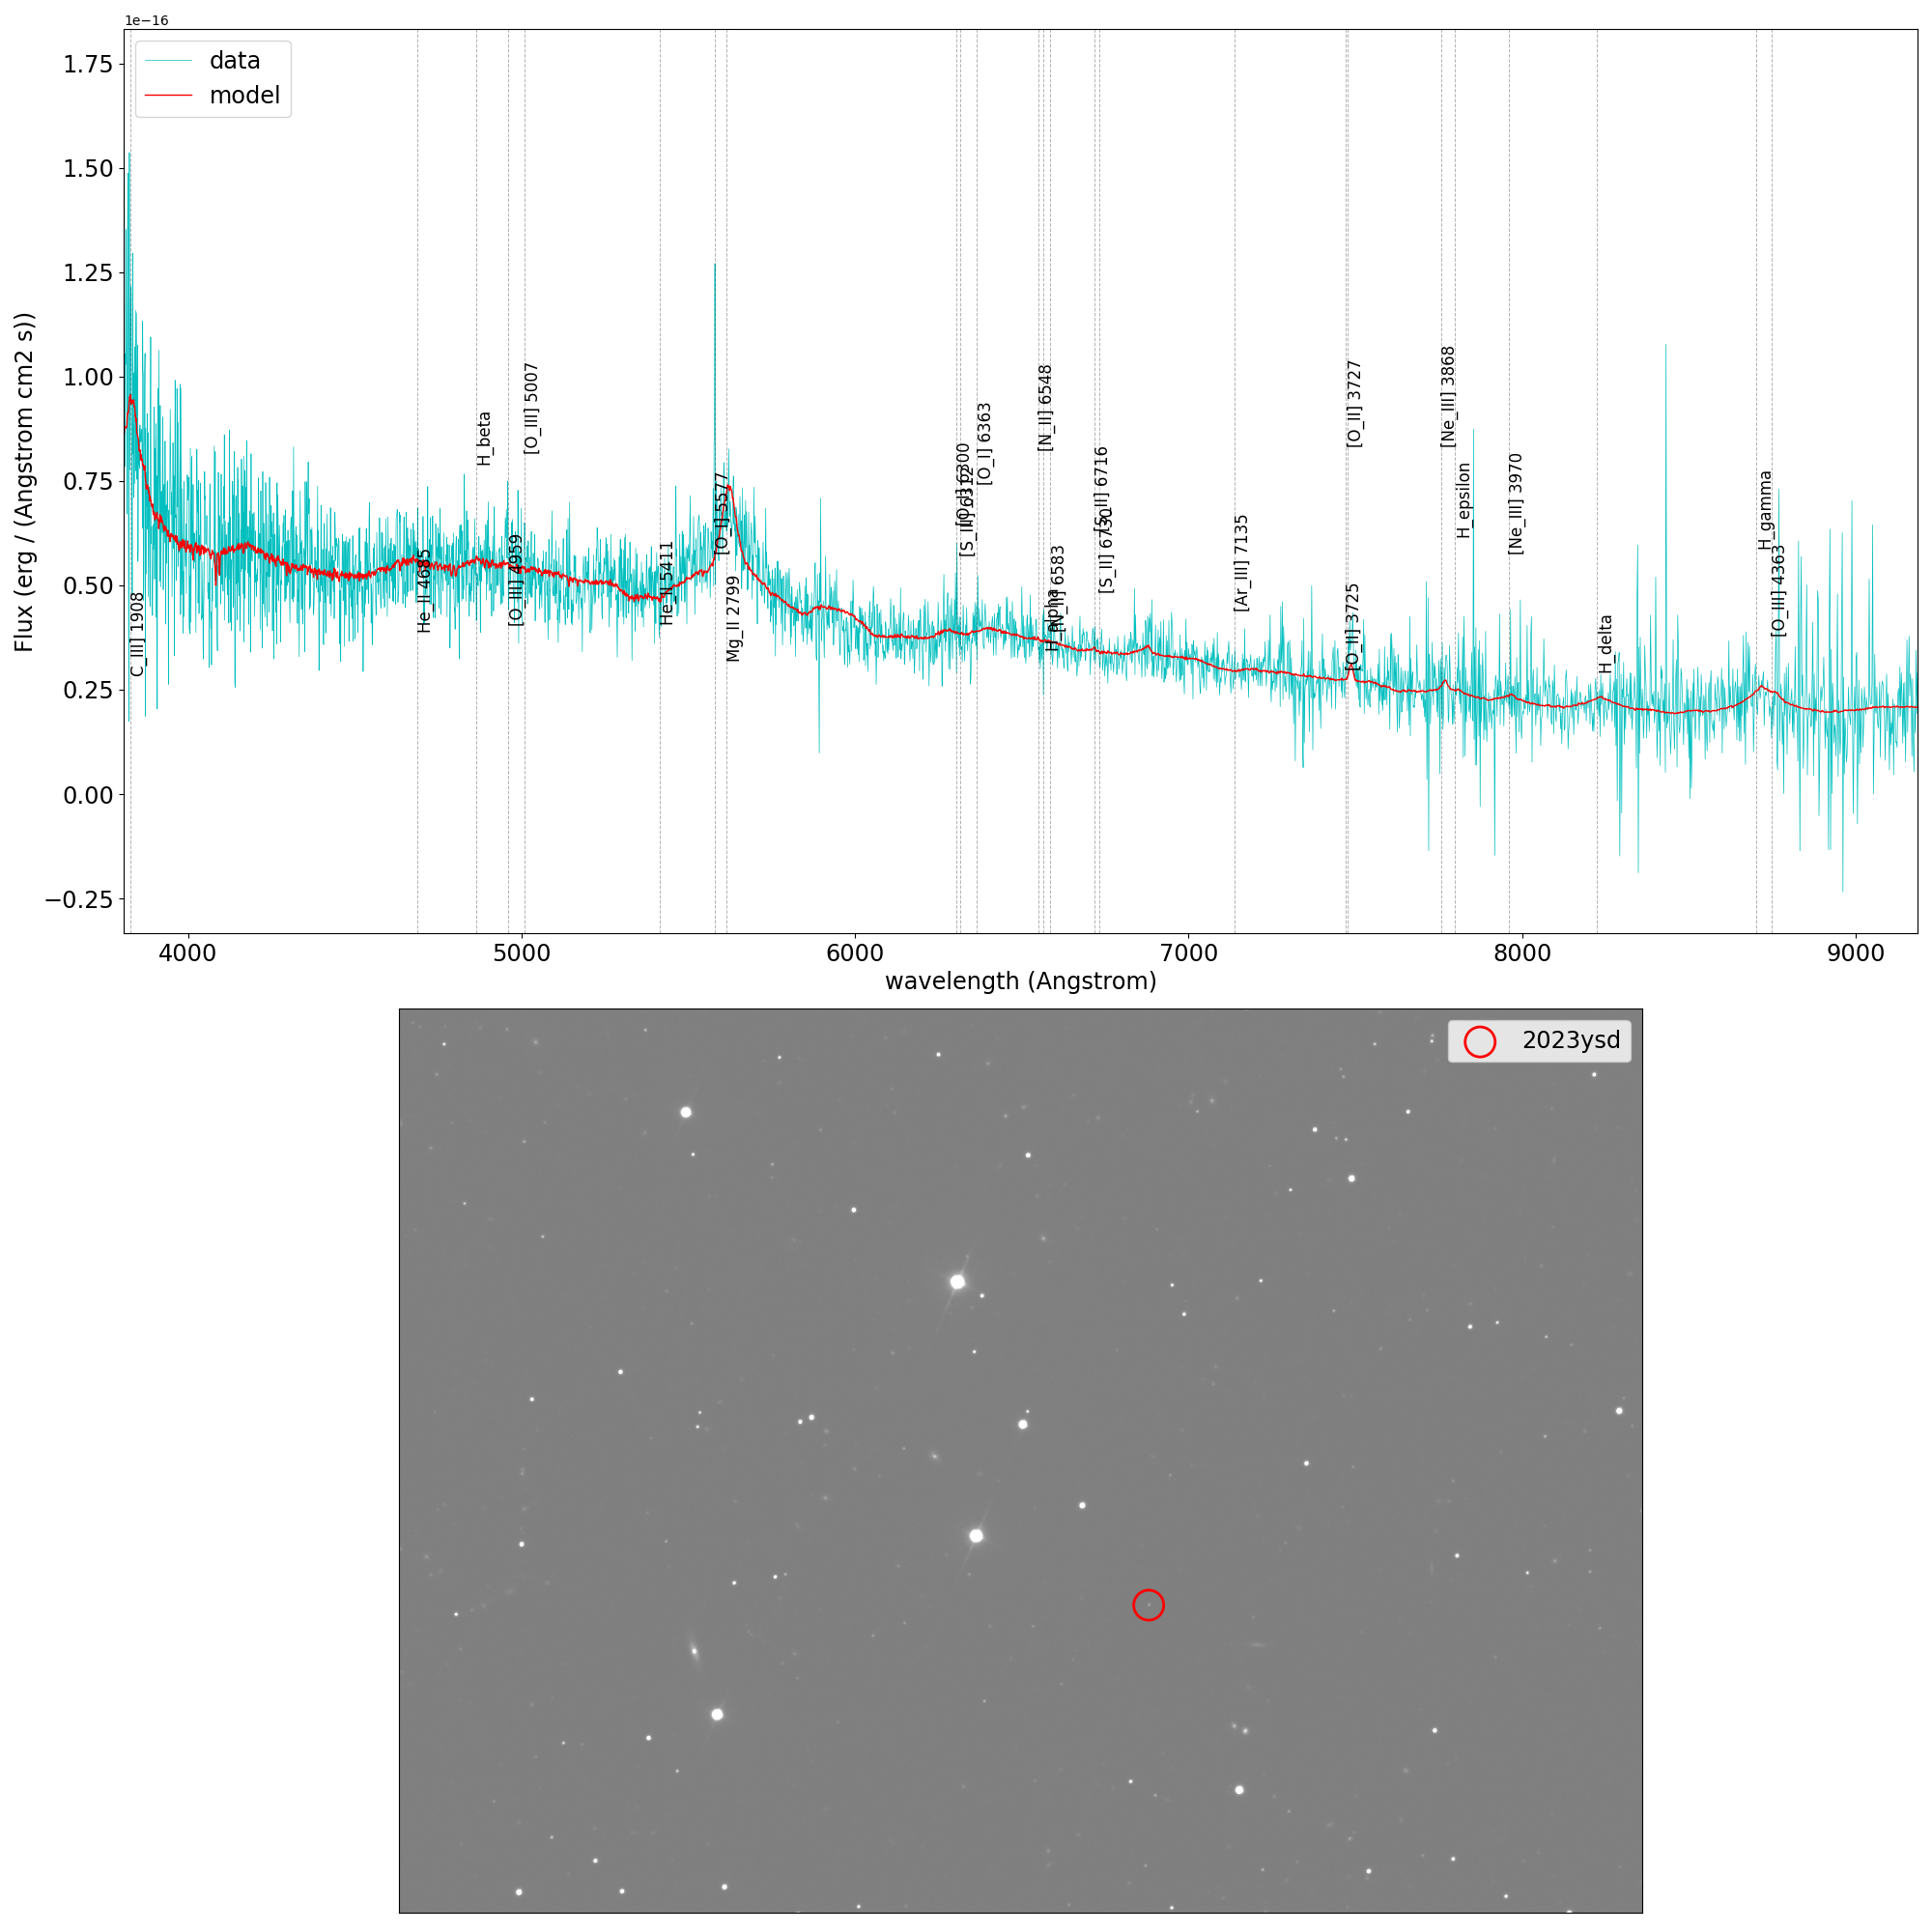 1e−16
data
model
1.75
1.50
1.25
1.00
0.75
0.50
0.25
0.00
−0.25
Flux (erg / (Angstrom cm2 s))
C_III] 1908
He_II 4685
H_beta
[O_III] 4959
[O_III] 5007
He_II 5411
[O_I] 5577
Mg_II 2799
[O_I] 6300
[S_III] 6312
[O_I] 6363
[N_II] 6548
H_alpha
[N_II] 6583
[S_II] 6716
[S_II] 6730
[Ar_III] 7135
[O_II] 3727
[O_II] 3725
[Ne_III] 3868
H_epsilon
[Ne_III] 3970
H_delta
H_gamma
[O_III] 4363
4000
5000
6000
7000
8000
9000
wavelength (Angstrom)
2023ysd